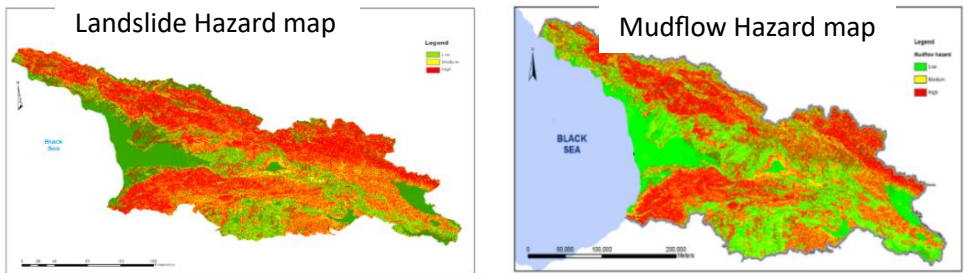 Landslide Hazard map
Legend
Low
Medium
High
Black
Sea
Mudflow Hazard map
Legend
Mudflow hazard
Low
Medium
High
BLACK
SEA
0 50,000 100,000 200,000
Meters